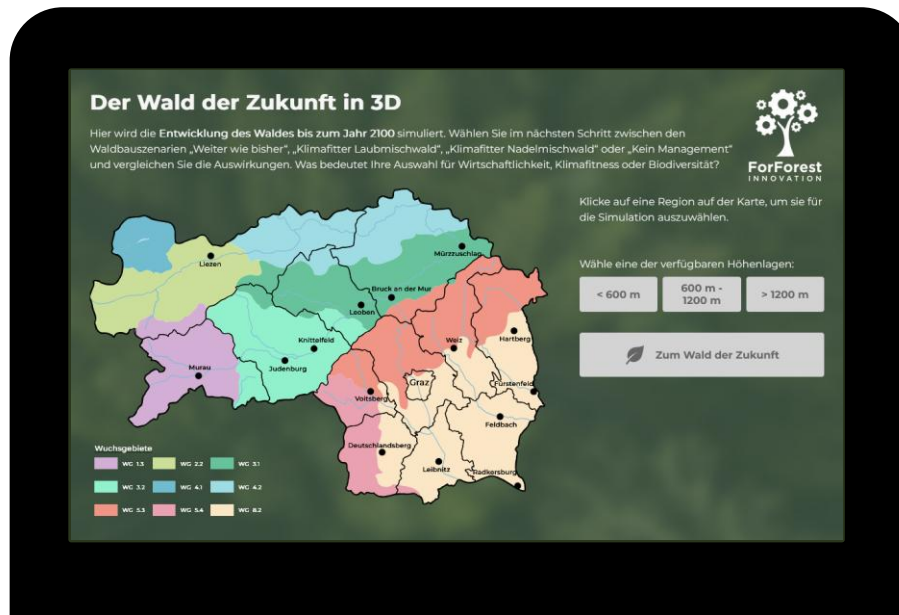 Der Wald der Zukunft in 3D
Hier wird die Entwicklung des Waldes bis zum Jahr 2100 simuliert. Wählen Sie im nächsten Schritt zwischen den
Waldbauszenarien „Weiter wie bisher“, „Klimafitter Laubmischwald“, „Klimafitter Nadelmischwald“ oder „Kein Management“
und vergleichen Sie die Auswirkungen. Was bedeutet Ihre Auswahl für Wirtschaftlichkeit, Klimafitness oder Biodiversität?
ForForest
INNOVATION
Klicke auf eine Region auf der Karte, um sie für
die Simulation auszuwählen.
Wähle eine der verfügbaren Höhenlagen:
< 600 m
600 m -
1200 m
> 1200 m
Zum Wald der Zukunft
Liezen
Mürzzuschlag
Bruck an der Mur
Leoben
Hartberg
Knittelfeld
Weiz
Judenburg
Murau
Graz
Fürstenfeld
Voitsberg
Feldbach
Deutschlandsberg
Leibnitz
Radkersburg
Wuchsgebiete
WG 1.3
WG 2.2
WG 3.1
WG 3.2
WG 4.1
WG 4.2
WG 5.3
WG 5.4
WG 8.2